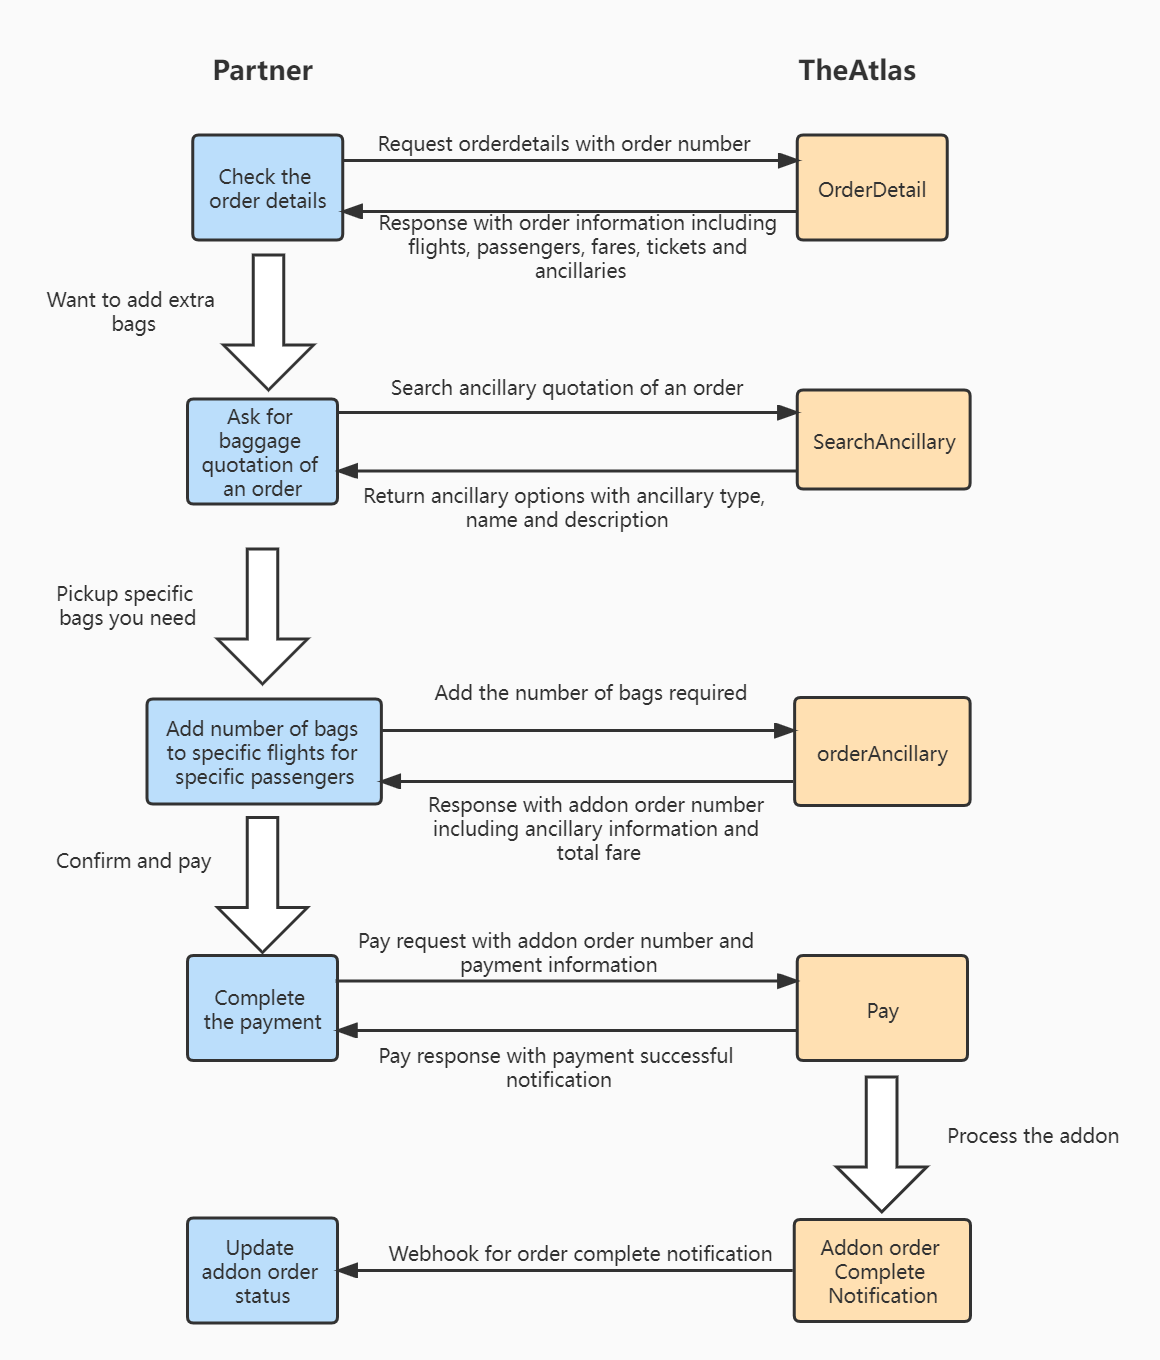 Partner
TheAtlas
Request orderdetails with order number
Check the
order details
OrderDetail
Response with order information including
flights, passengers, fares, tickets and
ancillaries
Want to add extra
bags
Search ancillary quotation of an order
Ask for
baggage
quotation of
an order
SearchAncillary
Return ancillary options with ancillary type,
name and description
Pickup specific
bags you need
Add the number of bags required
Add number of bags
to specific flights for
specific passengers
orderAncillary
Response with addon order number
including ancillary information and
total fare
Confirm and pay
Pay request with addon order number and
payment information
Complete
the payment
Pay
Pay response with payment successful
notification
Process the addon
Update
addon order
status
Webhook for order complete notification
Addon order
Complete
Notification